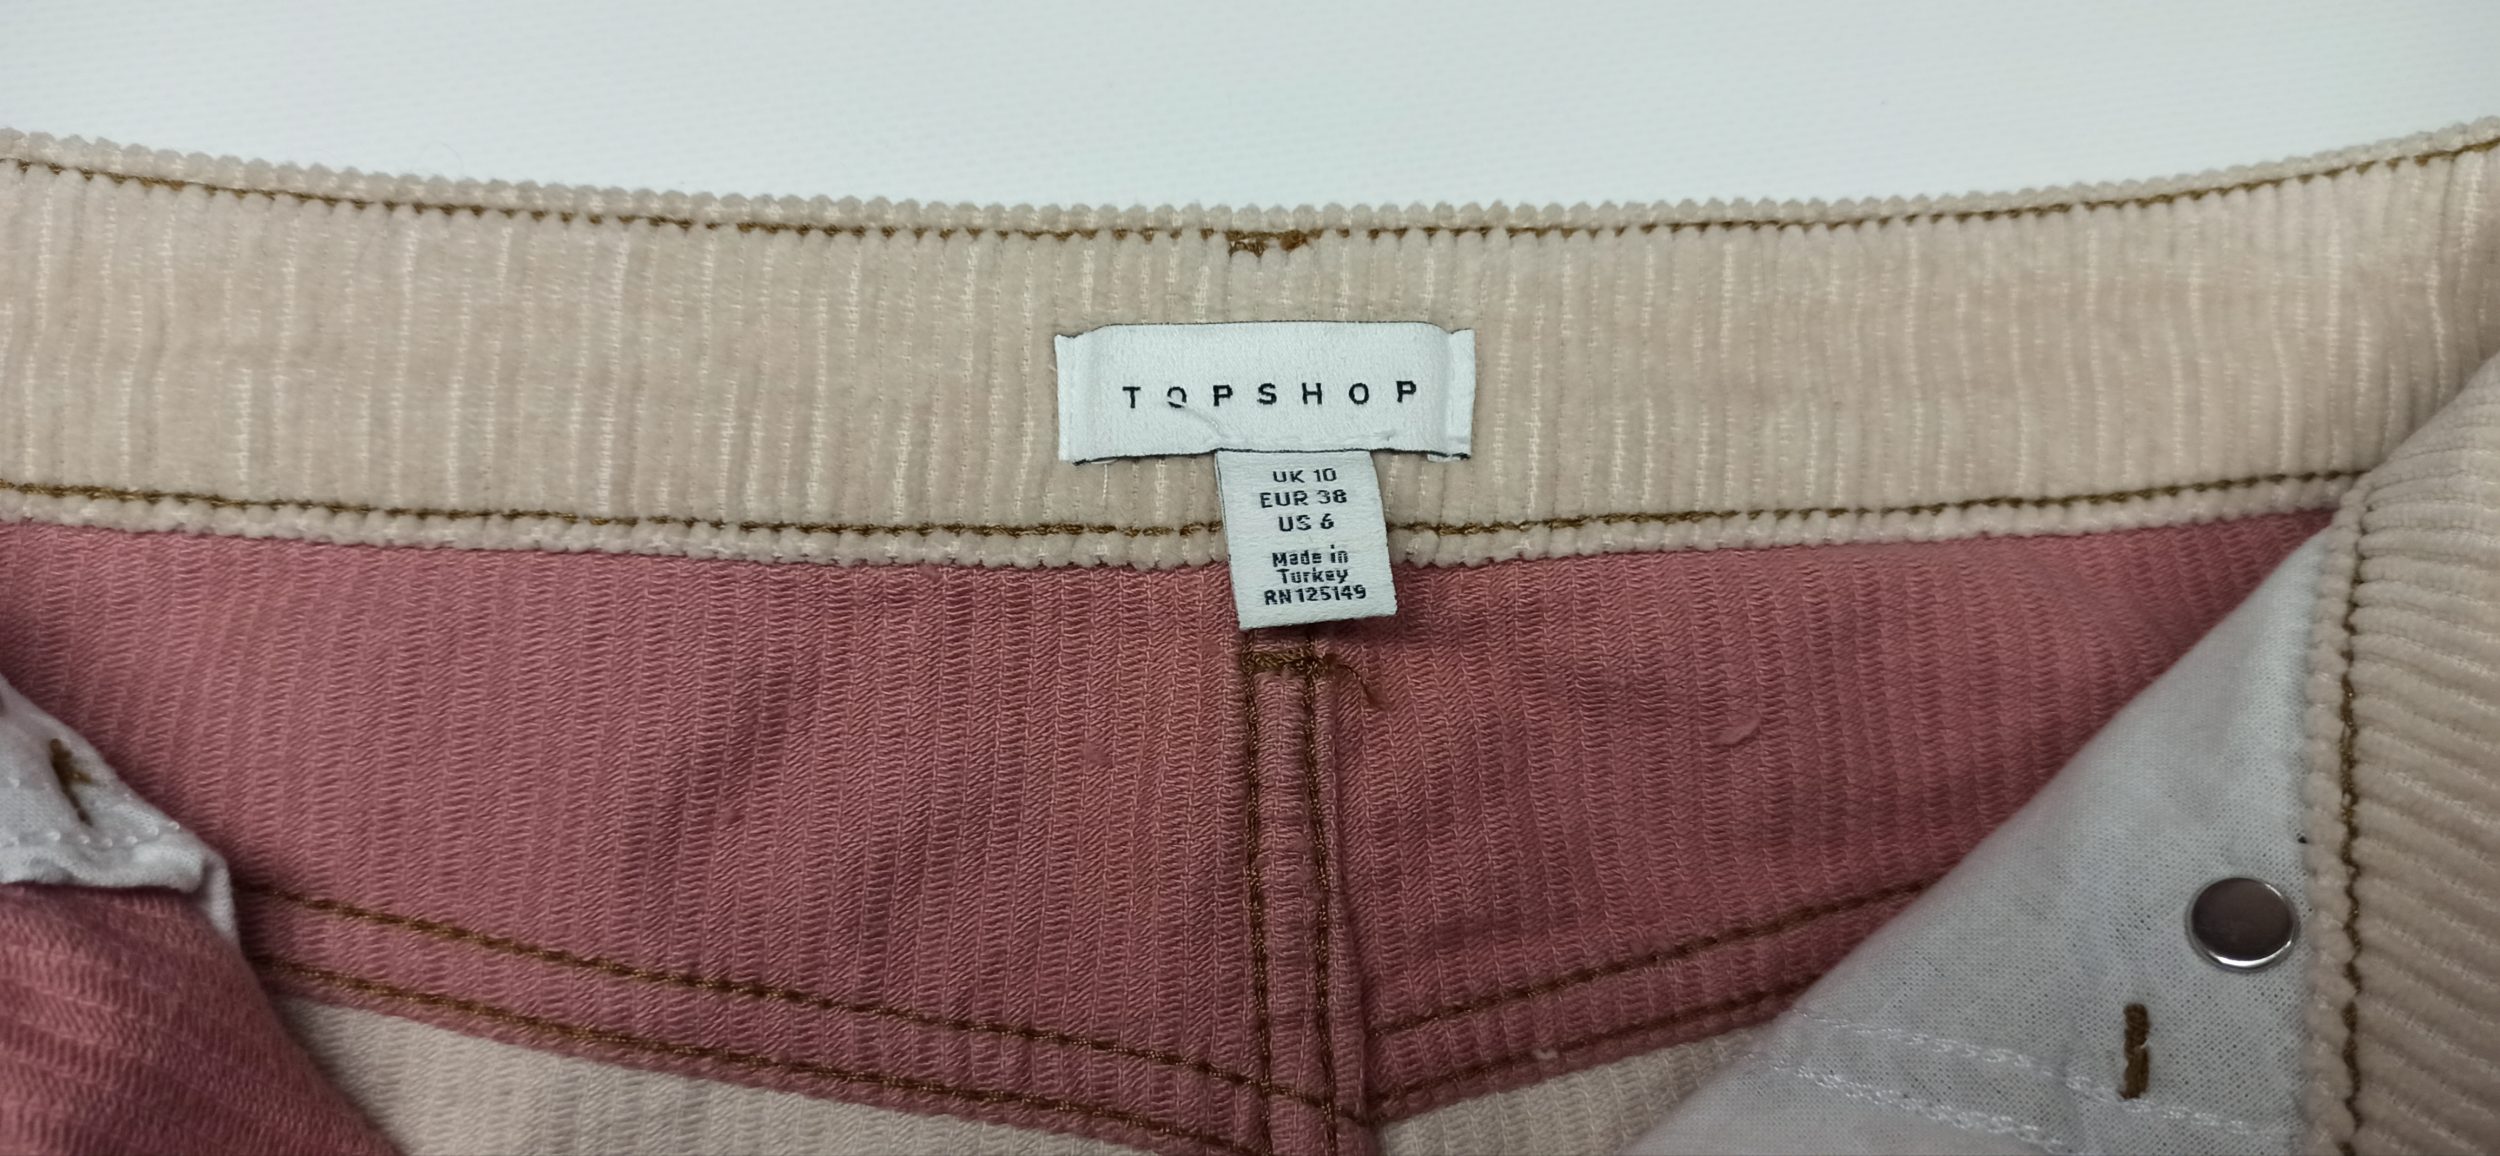 TOPSHOP
UK 10
EUR 38
US 6
Made in
Turkey
RN125149